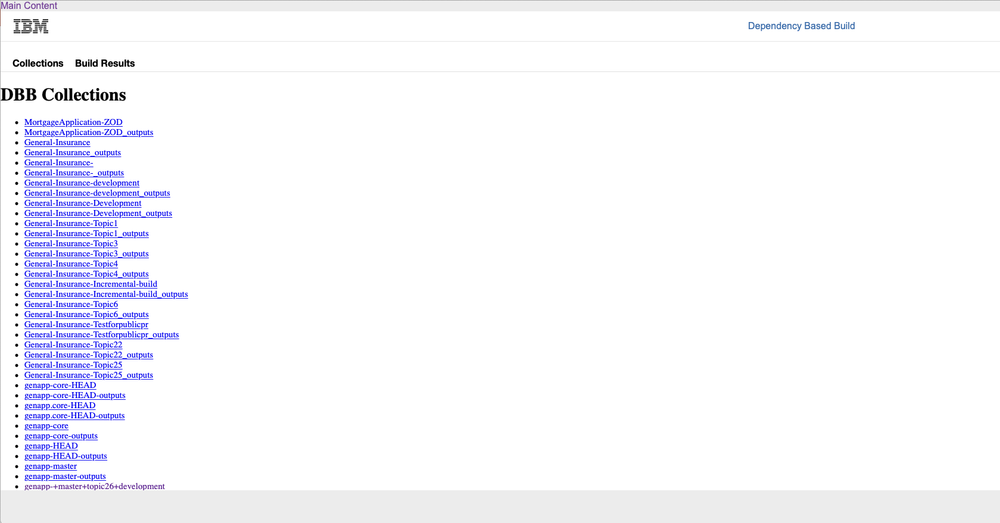 Main Content
IBM
Dependency Based Build
Collections Build Results
DBB Collections
MortgageApplication-ZOD
MortgageApplication-ZOD_outputs
General-Insurance
General-Insurance_outputs
General-Insurance-
General-Insurance-_outputs
General-Insurance-development
General-Insurance-development_outputs
General-Insurance-Development
General-Insurance-Development_outputs
General-Insurance-Topic1
General-Insurance-Topic1_outputs
General-Insurance-Topic3
General-Insurance-Topic3_outputs
General-Insurance-Topic4
General-Insurance-Topic4_outputs
General-Insurance-Incremental-build
General-Insurance-Incremental-build_outputs
General-Insurance-Topic6
General-Insurance-Topic6_outputs
General-Insurance-Testforpublicpr
General-Insurance-Testforpublicpr_outputs
General-Insurance-Topic22
General-Insurance-Topic22_outputs
General-Insurance-Topic25
General-Insurance-Topic25_outputs
genapp-core-HEAD
genapp-core-HEAD-outputs
genapp.core-HEAD
genapp.core-HEAD-outputs
genapp-core
genapp-core-outputs
genapp-HEAD
genapp-HEAD-outputs
genapp-master
genapp-master-outputs
genapp-+master+topic26+development